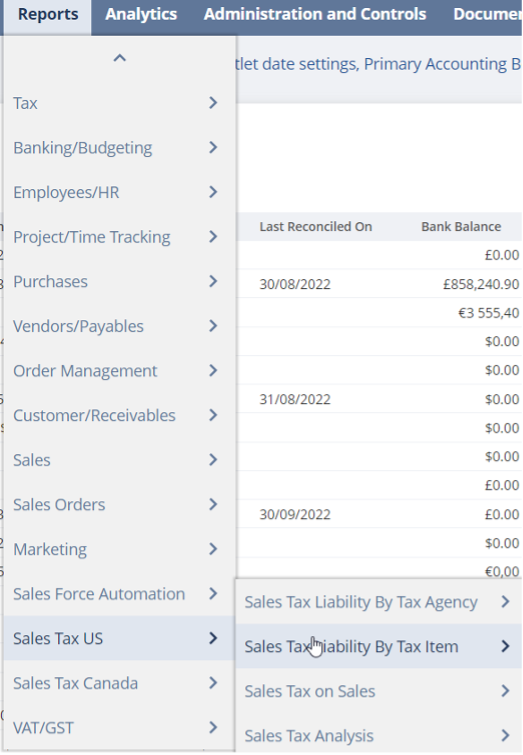 Reports Analytics Administration and Controls Documen
tlet date settings, Primary Accounting B
Tax
Banking/Budgeting
Employees/HR
Project/Time Tracking
Purchases
Vendors/Payables
Order Management
Customer/Receivables
Sales
Sales Orders
Marketing
Sales Force Automation
Sales Tax US
Sales Tax Canada
VAT/GST
Last Reconciled On Bank Balance
£0.00
30/08/2022 £858,240.90
€3 555,40
$0.00
$0.00
31/08/2022 $0.00
$0.00
$0.00
£0.00
30/09/2022 £0.00
$0.00
€0,00
Sales Tax Liability By Tax Agency
Sales Tax Liability By Tax Item
Sales Tax on Sales
Sales Tax Analysis